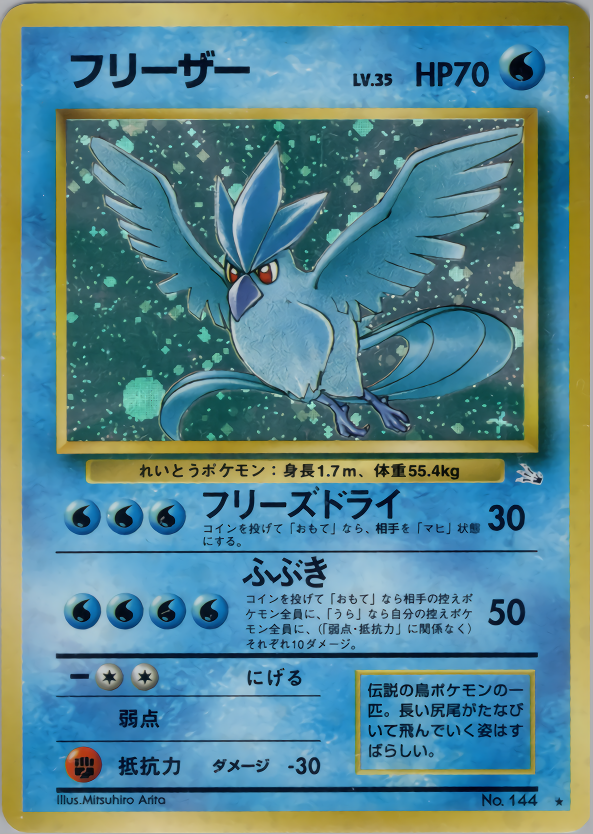 フリーザー LV.35 HP70
れいとうポケモン：身長1.7m、体重55.4kg
フリーズドライ 30
コインを投げて「おもて」なら、相手を「マヒ」状態
にする。
ふぶき
コインを投げて「おもて」なら相手の控えポ
ケモン全員に、「うら」なら自分の控えポケ
モン全員に、（「弱点・抵抗力」に関係なく）
それぞれ10ダメージ。
50
にげる
弱点
抵抗力 ダメージ -30
伝説の鳥ポケモンの一
匹。長い尻尾がたなび
いて飛んでいく姿はす
ばらしい。
Illus.Mitsuhiro Arita No. 144 ★